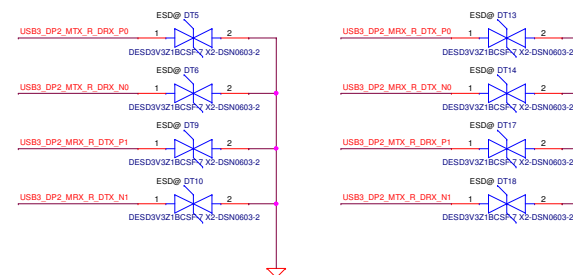 ESD@ DT5
USB3_DP2_MTX_R_DRX_P0 1 2
DESD3V3Z1BCSF-7 X2-DSN0603-2
ESD@ DT6
USB3_DP2_MTX_R_DRX_N0 1 2
DESD3V3Z1BCSF-7 X2-DSN0603-2
ESD@ DT9
USB3_DP2_MRX_R_DTX_P1 1 2
DESD3V3Z1BCSF-7 X2-DSN0603-2
ESD@ DT10
USB3_DP2_MRX_R_DTX_N1 1 2
DESD3V3Z1BCSF-7 X2-DSN0603-2
ESD@ DT13
USB3_DP2_MRX_R_DTX_P0 1 2
DESD3V3Z1BCSF-7 X2-DSN0603-2
ESD@ DT14
USB3_DP2_MRX_R_DTX_N0 1 2
DESD3V3Z1BCSF-7 X2-DSN0603-2
ESD@ DT17
USB3_DP2_MTX_R_DRX_P1 1 2
DESD3V3Z1BCSF-7 X2-DSN0603-2
ESD@ DT18
USB3_DP2_MTX_R_DRX_N1 1 2
DESD3V3Z1BCSF-7 X2-DSN0603-2